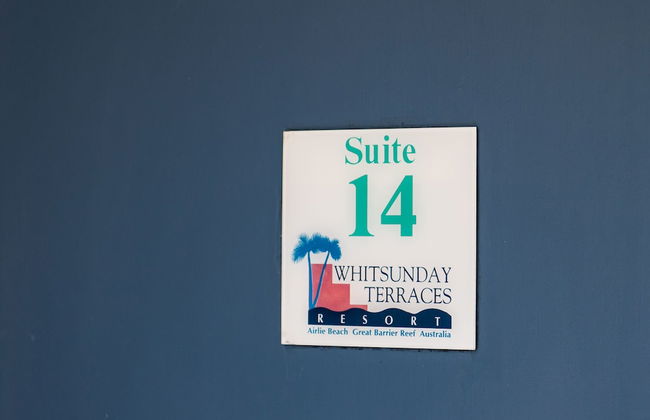 Suite
14
WHITSUNDAY
TERRACES
RESORT
Airlie Beach Great Barrier Reef Australia